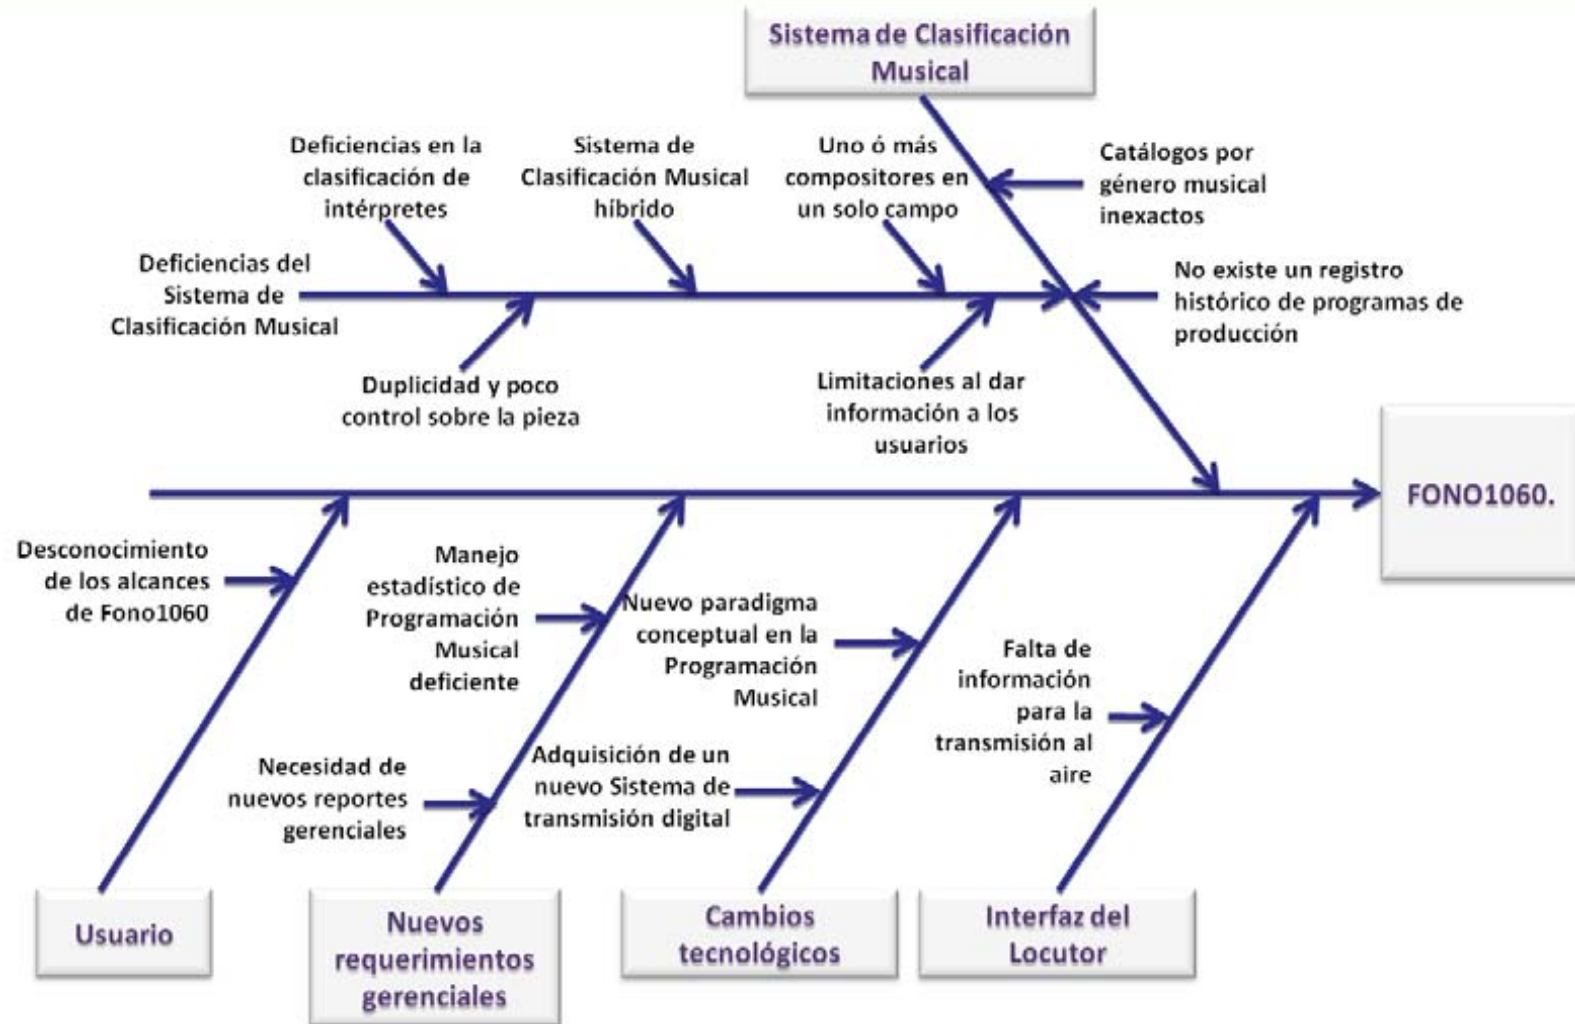 Sistema de Clasificación
Musical
Deficiencias en la
clasificación de
intérpretes
Sistema de
Clasificación Musical
híbrido
Uno ó más
compositores en
un solo campo
Catálogos por
género musical
inexactos
Deficiencias del
Sistema de
Clasificación Musical
No existe un registro
histórico de programas de
producción
Duplicidad y poco
control sobre la pieza
Limitaciones al dar
información a los
usuarios
FONO1060.
Desconocimiento
de los alcances
de Fono1060
Manejo
estadístico de
Programación
Musical
deficiente
Nuevo paradigma
conceptual en la
Programación
Musical
Falta de
información
para la
transmisión al
aire
Necesidad de
nuevos reportes
gerenciales
Adquisición de un
nuevo Sistema de
transmisión digital
Usuario
Nuevos
requerimientos
gerenciales
Cambios
tecnológicos
Interfaz del
Locutor